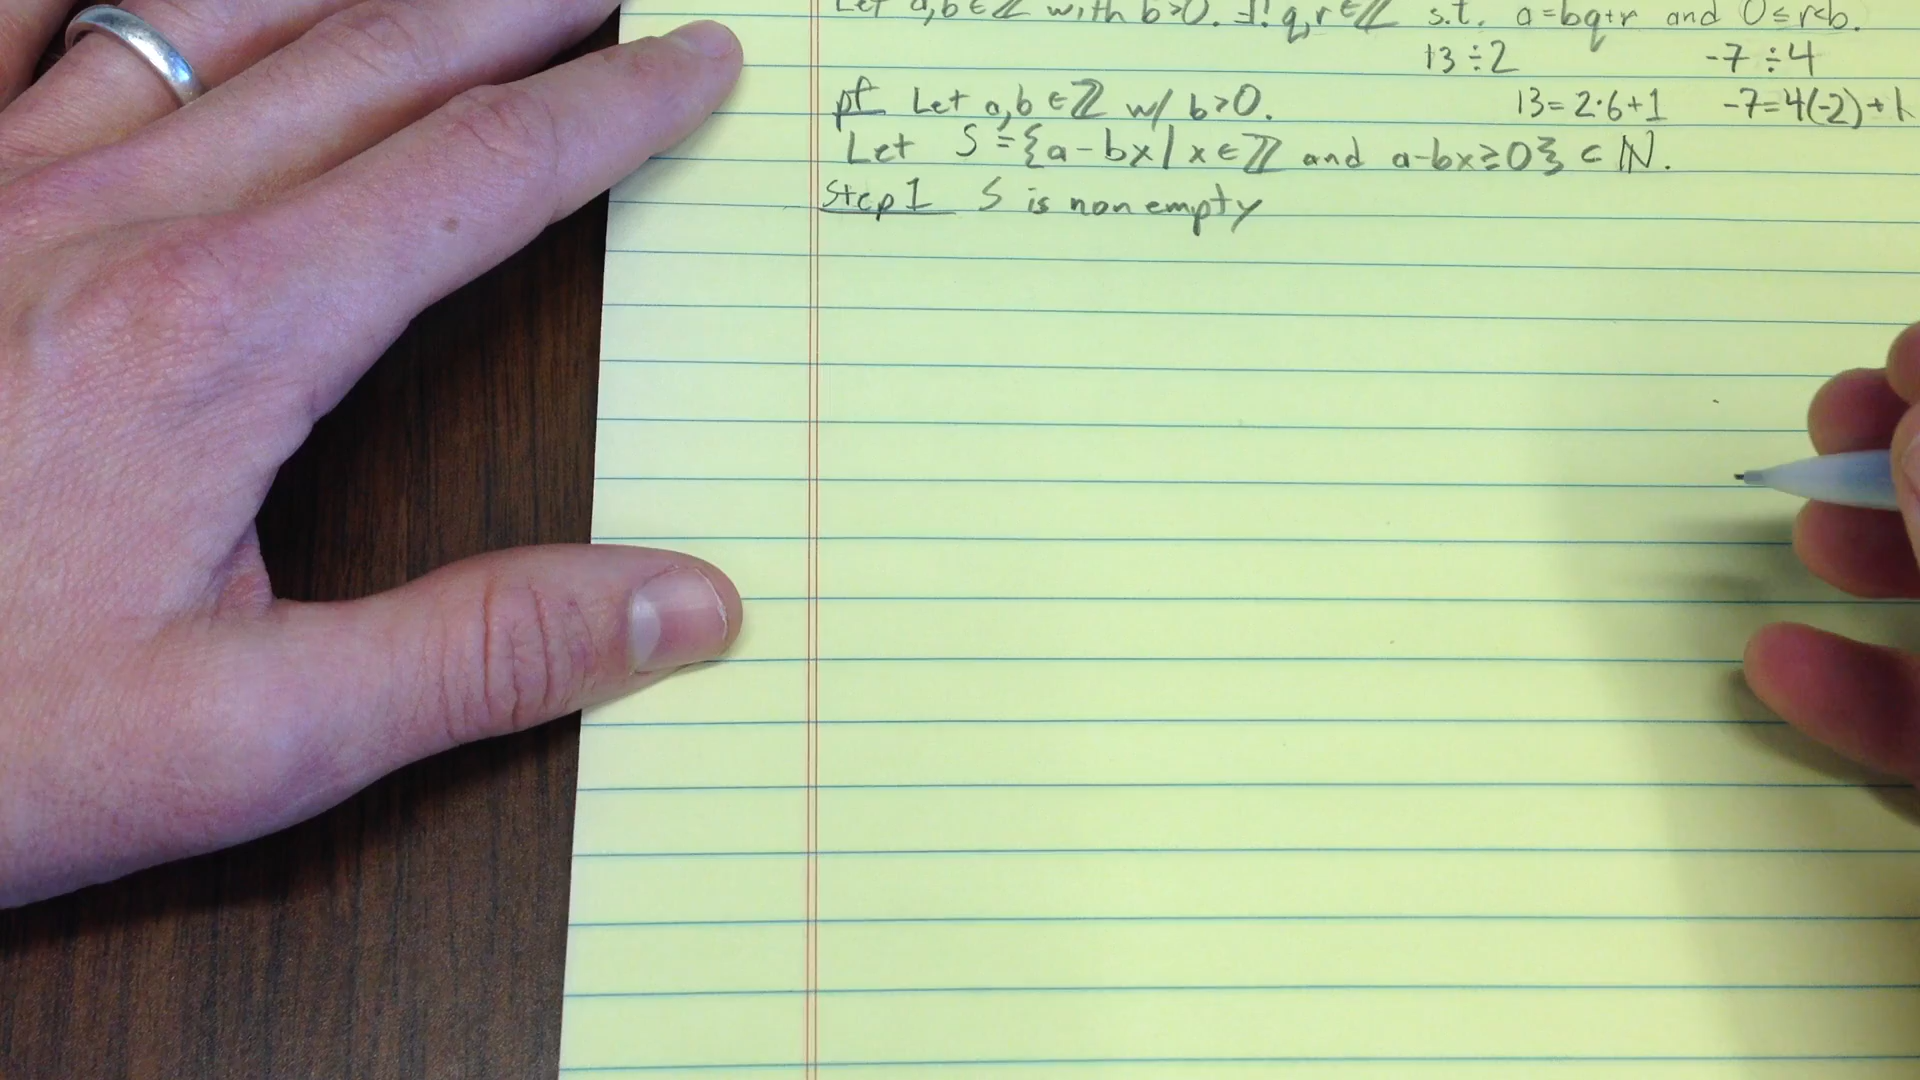 Let a,b ∈ ℤ with b>0. ∃! q,r ∈ ℤ s.t. a=bq+r and 0≤r<b.
13 ÷ 2 -7 ÷ 4
pf Let a,b ∈ ℤ w/ b>0. 13=2·6+1 -7=4(-2)+1
Let S = {a-bx | x ∈ ℤ and a-bx≥0} ⊂ ℕ.
Step 1 S is nonempty